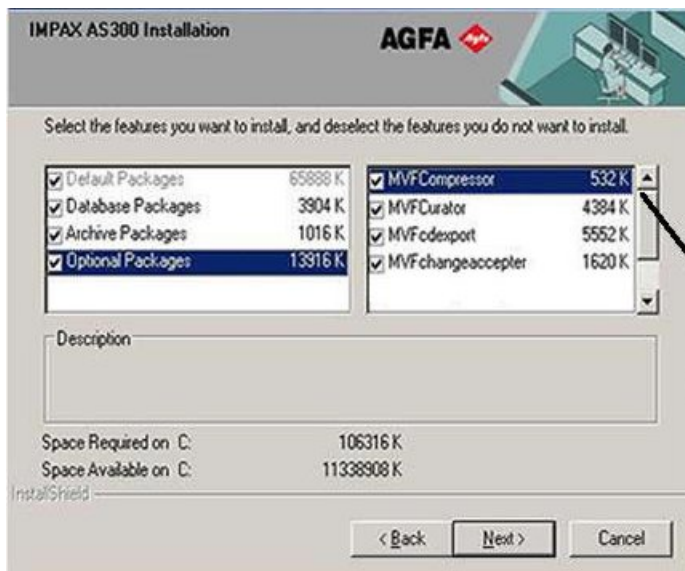 IMPAX AS300 Installation
AGFA
Select the features you want to install, and deselect the features you do not want to install.
Default Packages 65888 K
Database Packages 3904 K
Archive Packages 1016 K
Optional Packages 13916 K
MVFCompressor 532 K
MVFCurator 4384 K
MVFcdexport 5552 K
MVFchangeaccepter 1620 K
Description
Space Required on C: 106316 K
Space Available on C: 11338908 K
InstallShield
< Back
Next >
Cancel